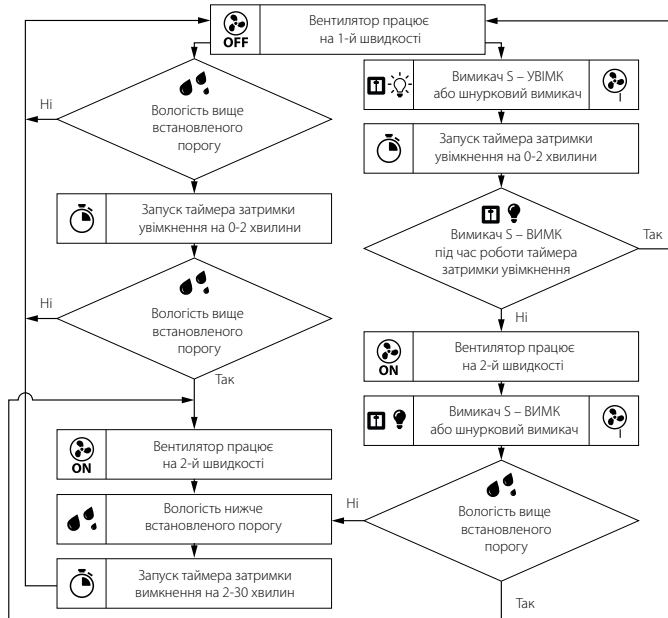 OFF
Вентилятор працює
на 1-й швидкості
Ні
Вологість вище
встановленого
порогу
Запуск таймера затримки
увімкнення на 0-2 хвилини
Ні
Вологість вище
встановленого
порогу
Так
ON
Вентилятор працює
на 2-й швидкості
Вологість нижче
встановленого порогу
Запуск таймера затримки
вимкнення на 2-30 хвилин
Вимикач S – УВІМК
або шнурковий вимикач
Запуск таймера затримки
увімкнення на 0-2 хвилини
Вимикач S – ВИМК
під час роботи таймера
затримки увімкнення
Так
Ні
ON
Вентилятор працює
на 2-й швидкості
Вимикач S – ВИМК
або шнурковий вимикач
Ні
Вологість вище
встановленого
порогу
Так